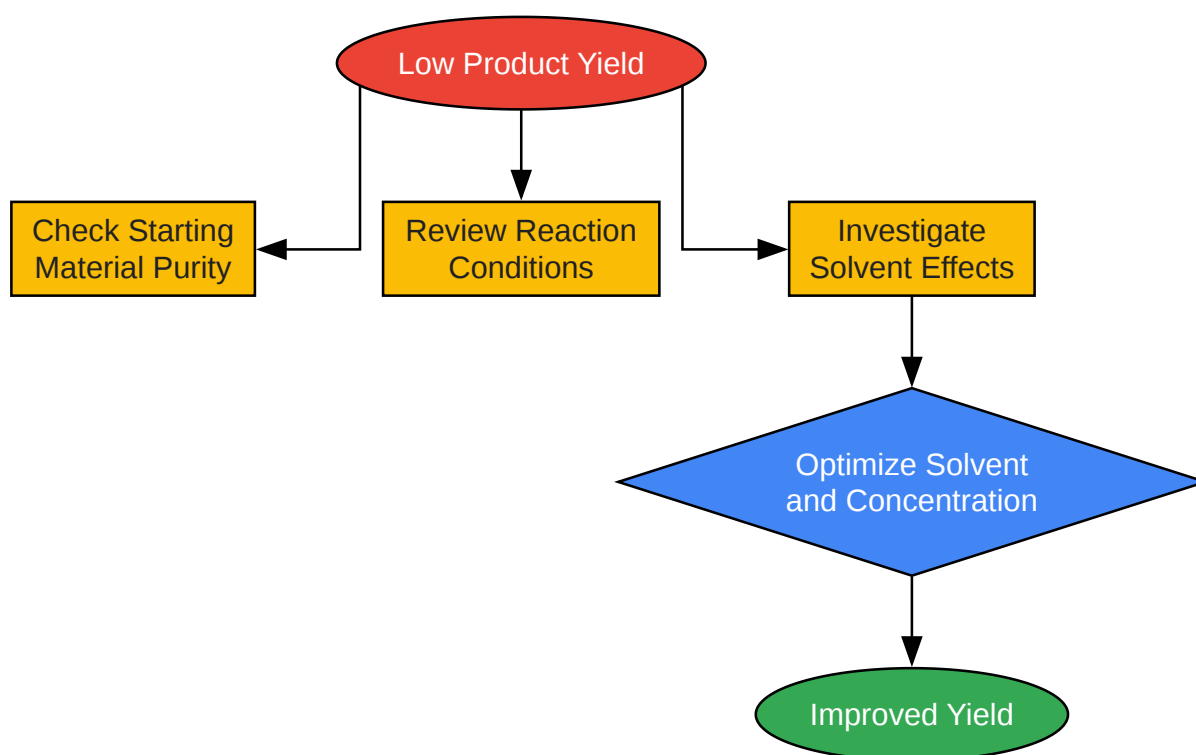 Low Product Yield
Check Starting
Material Purity
Review Reaction
Conditions
Investigate
Solvent Effects
Optimize Solvent
and Concentration
Improved Yield